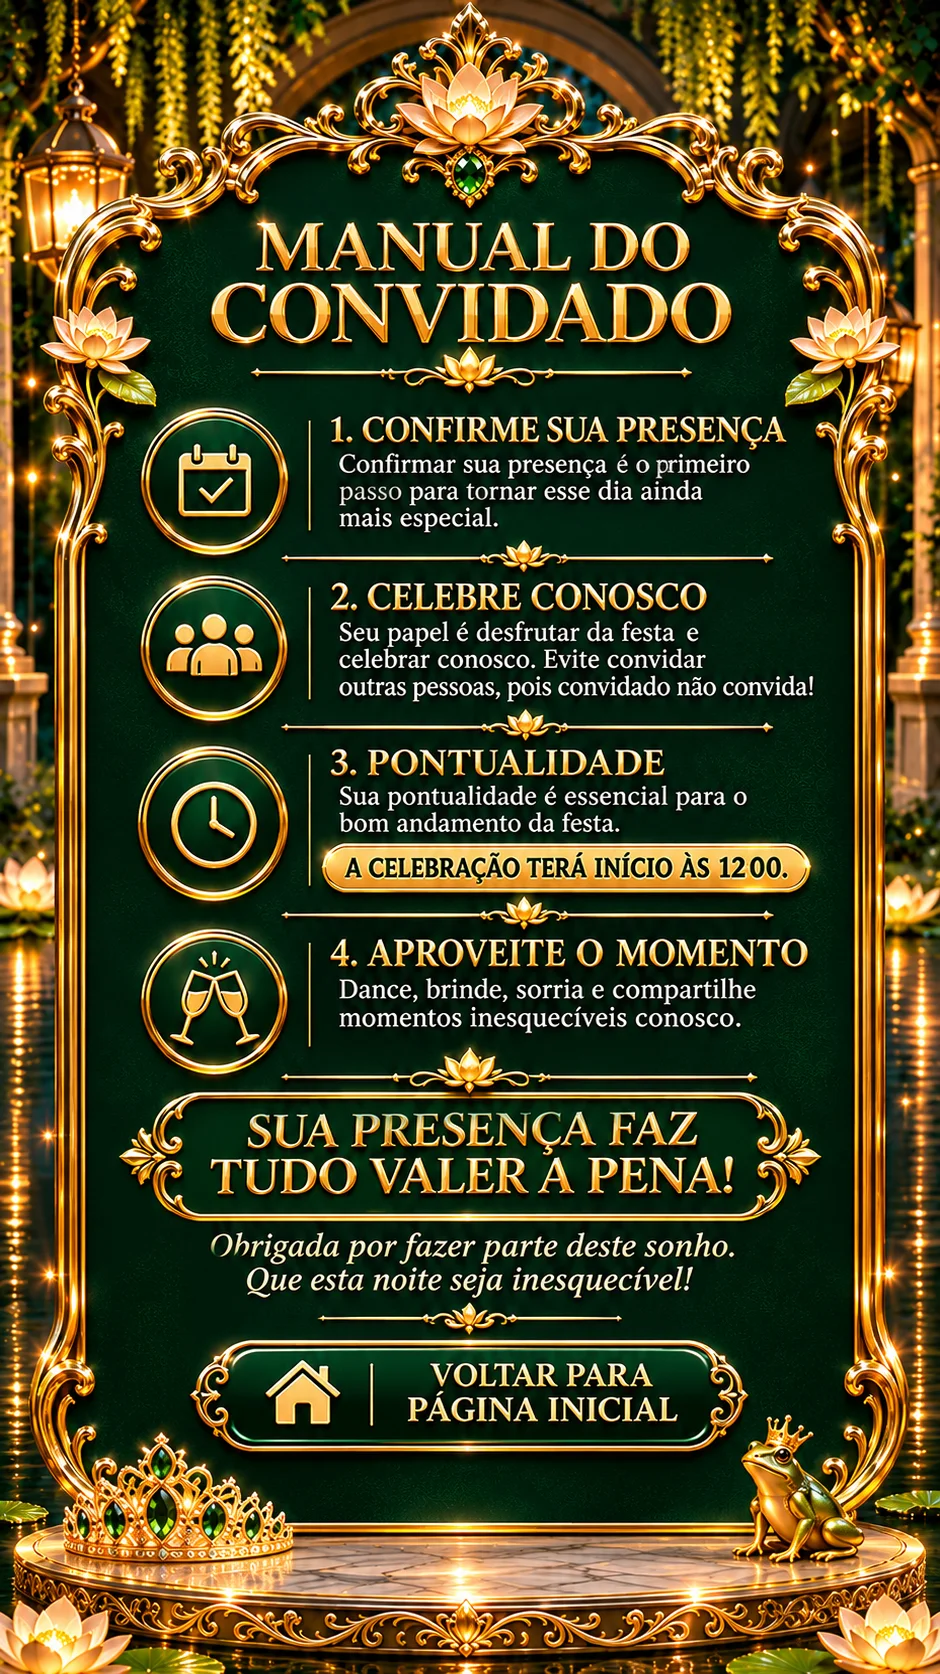 MANUAL DO
CONVIDADO
1. CONFIRME SUA PRESENÇA
Confirmar sua presença é o primeiro
passo para tornar esse dia ainda
mais especial.
2. CELEBRE CONOSCO
Seu papel é desfrutar da festa e
celebrar conosco. Evite convidar
outras pessoas, pois convidado não convida!
3. PONTUALIDADE
Sua pontualidade é essencial para o
bom andamento da festa.
A CELEBRAÇÃO TERÁ INÍCIO ÀS 12 00.
4. APROVEITE O MOMENTO
Dance, brinde, sorria e compartilhe
momentos inesquecíveis conosco.
SUA PRESENÇA FAZ
TUDO VALER A PENA!
Obrigada por fazer parte deste sonho.
Que esta noite seja inesquecível!
VOLTAR PARA
PÁGINA INICIAL